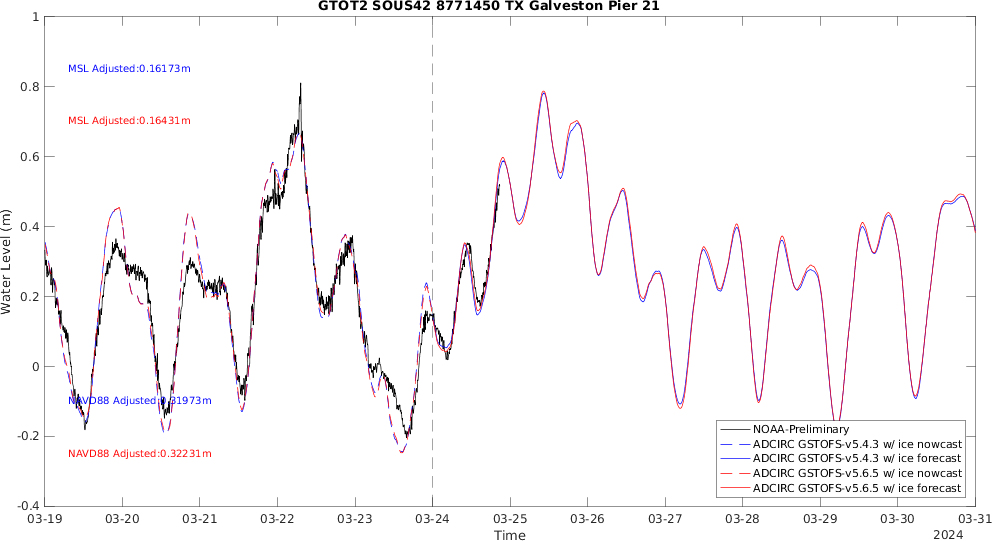 GTOT2 SOUS42 8771450 TX Galveston Pier 21
1
0.8
0.6
0.4
0.2
0
-0.2
-0.4
Water Level (m)
MSL Adjusted:0.16173m
MSL Adjusted:0.16431m
NAVD88 Adjusted:0.31973m
NAVD88 Adjusted:0.32231m
NOAA-Preliminary
ADCIRC GSTOFS-v5.4.3 w/ ice nowcast
ADCIRC GSTOFS-v5.4.3 w/ ice forecast
ADCIRC GSTOFS-v5.6.5 w/ ice nowcast
ADCIRC GSTOFS-v5.6.5 w/ ice forecast
03-19 03-20 03-21 03-22 03-23 03-24 03-25 03-26 03-27 03-28 03-29 03-30 03-31
Time
2024